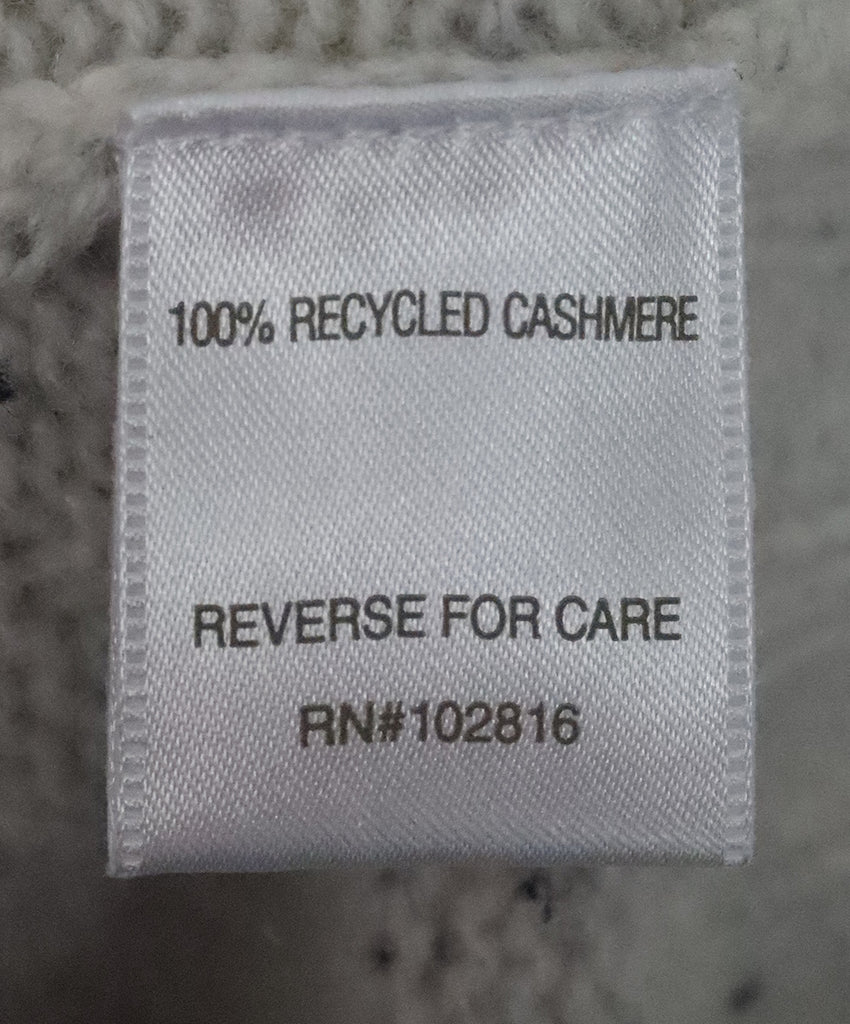 100% RECYCLED CASHMERE
REVERSE FOR CARE
RN#102816